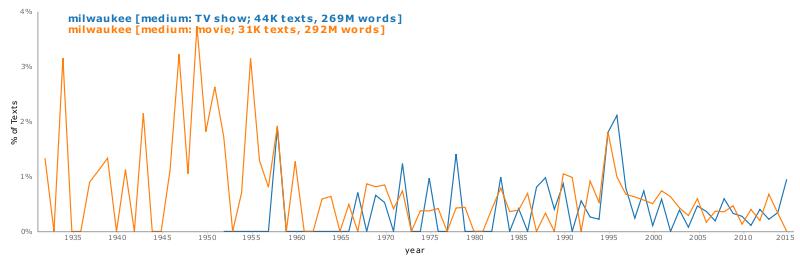 4%
milwaukee [medium: TV show; 44K texts, 269M words]
milwaukee [medium: movie; 31K texts, 292M words]
3%
2%
1%
0%
% of Texts
1935 1940 1945 1950 1955 1960 1965 1970 1975 1980 1985 1990 1995 2000 2005 2010 2015
year